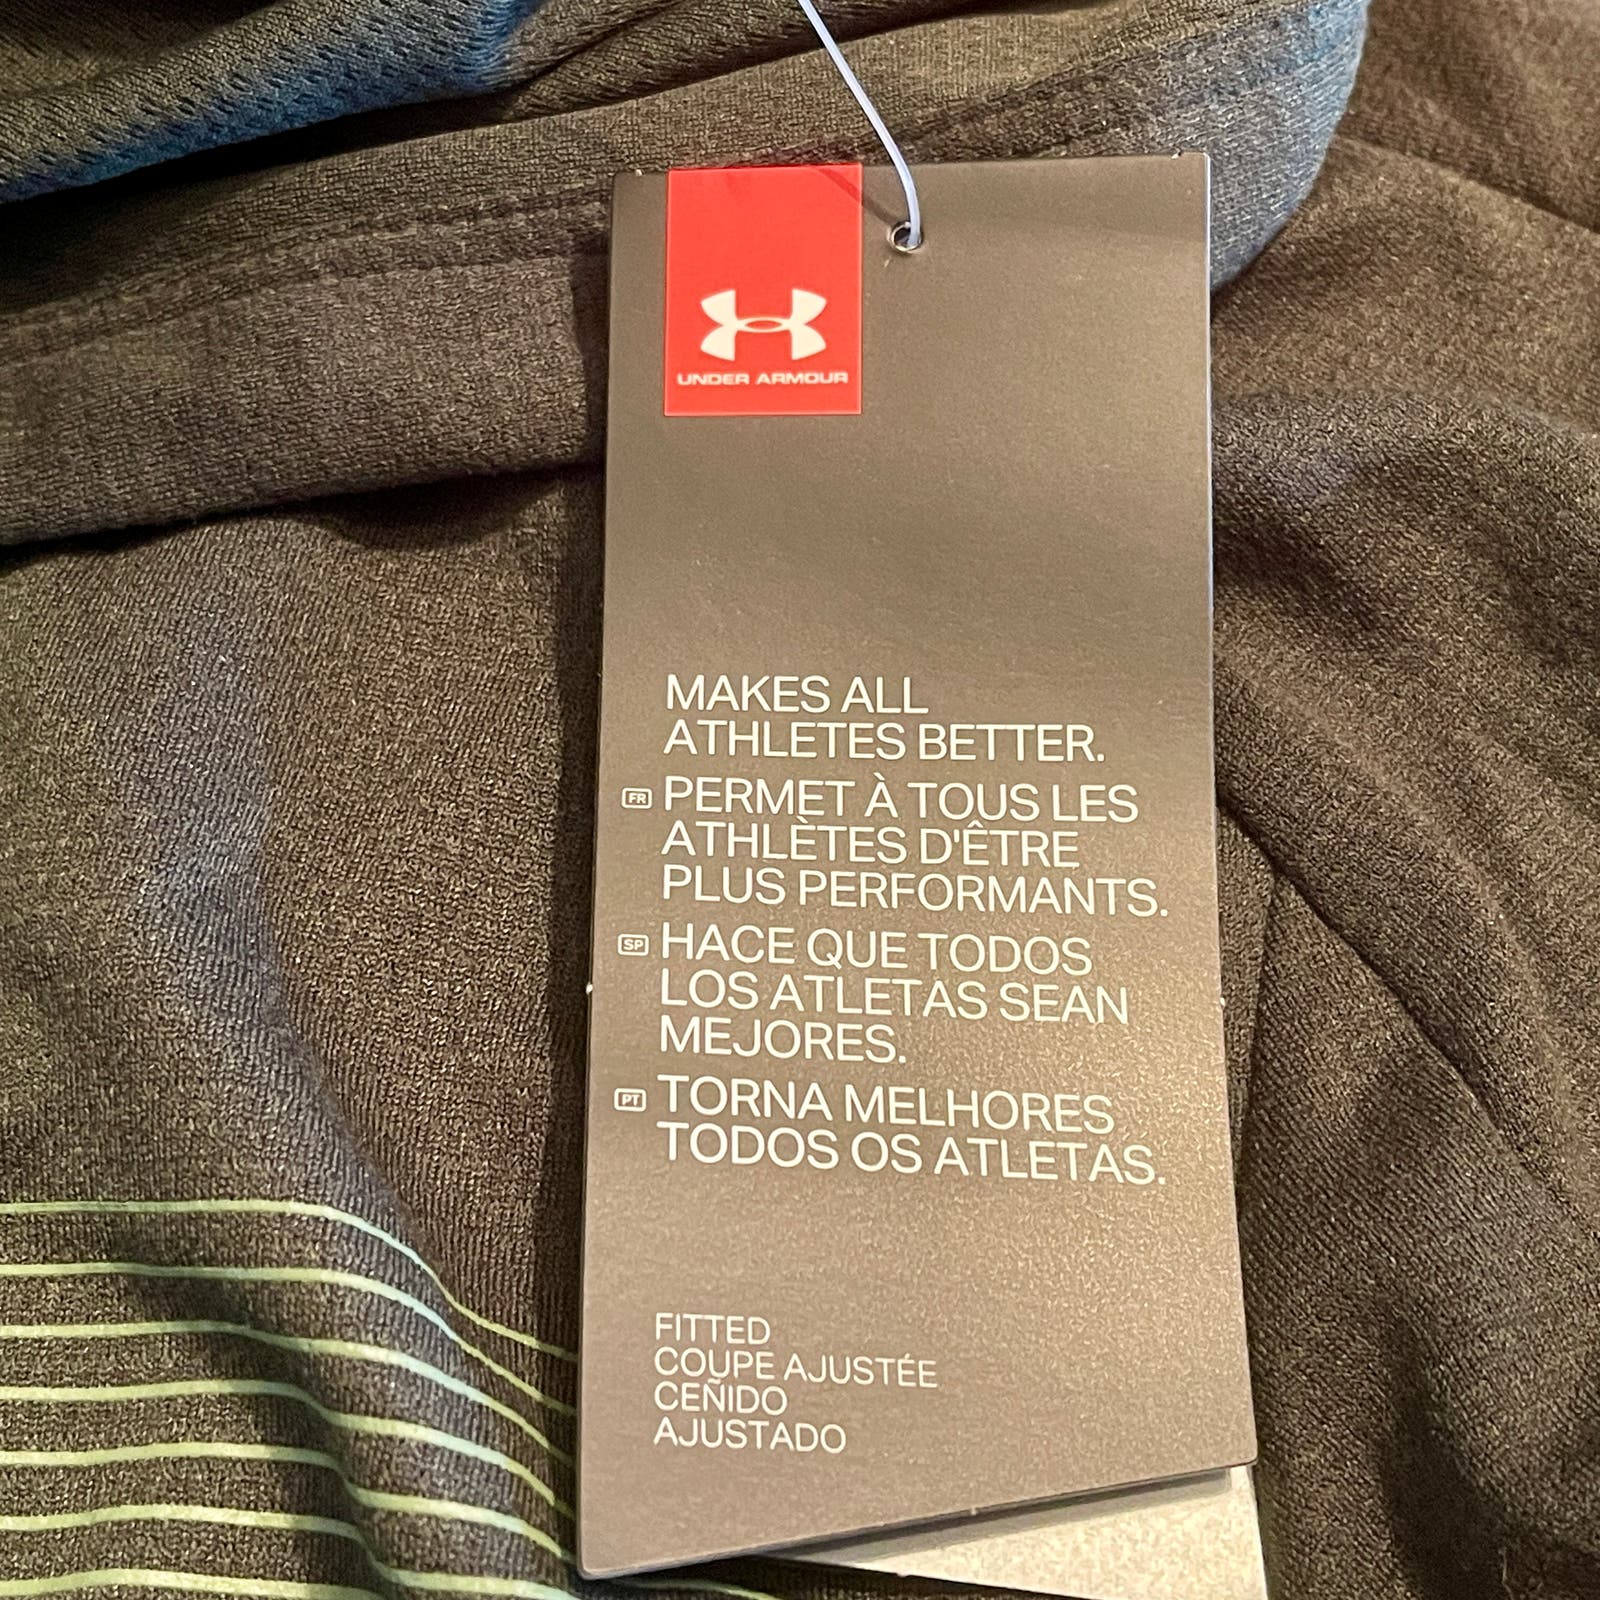 UNDER ARMOUR
MAKES ALL
ATHLETES BETTER.
FR PERMET À TOUS LES
ATHLÈTES D'ÊTRE
PLUS PERFORMANTS.
SP HACE QUE TODOS
LOS ATLETAS SEAN
MEJORES.
PT TORNA MELHORES
TODOS OS ATLETAS.
FITTED
COUPE AJUSTÉE
CEÑIDO
AJUSTADO